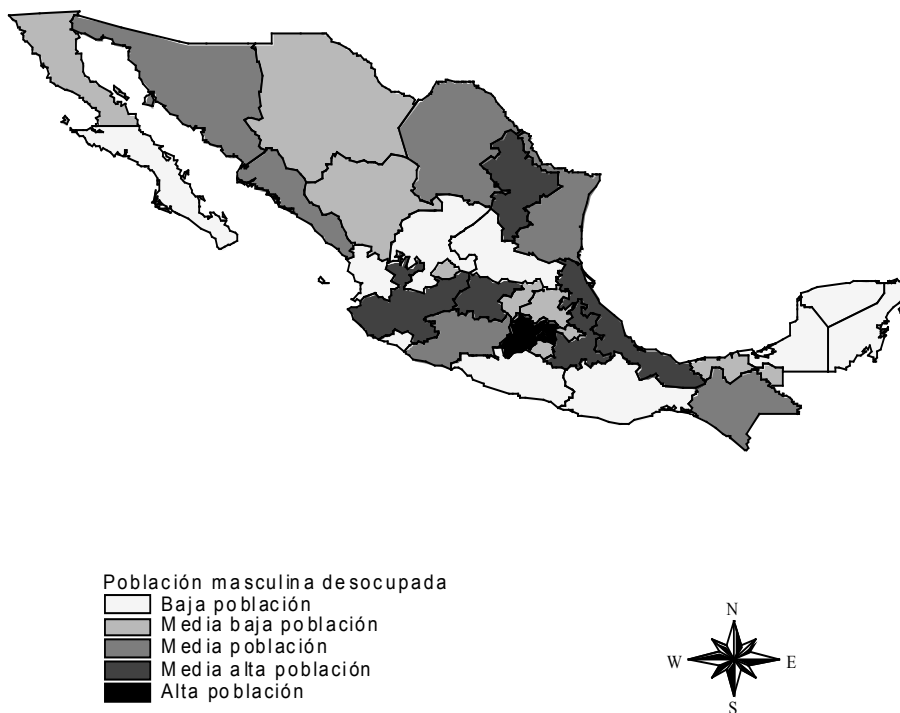 Población masculina desocupada
Baja población
Media baja población
Media población
Media alta población
Alta población
N
W E
S